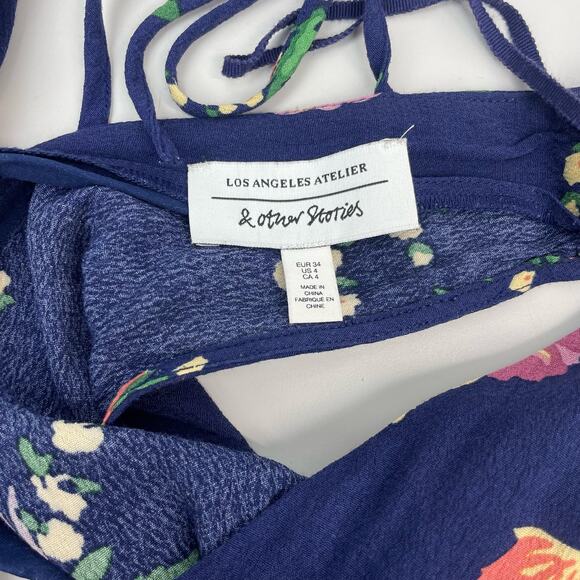 LOS ANGELES ATELIER
& other Stories
EUR 34
US 4
CA 4
MADE IN
CHINA
FABRIQUÉ EN
CHINE